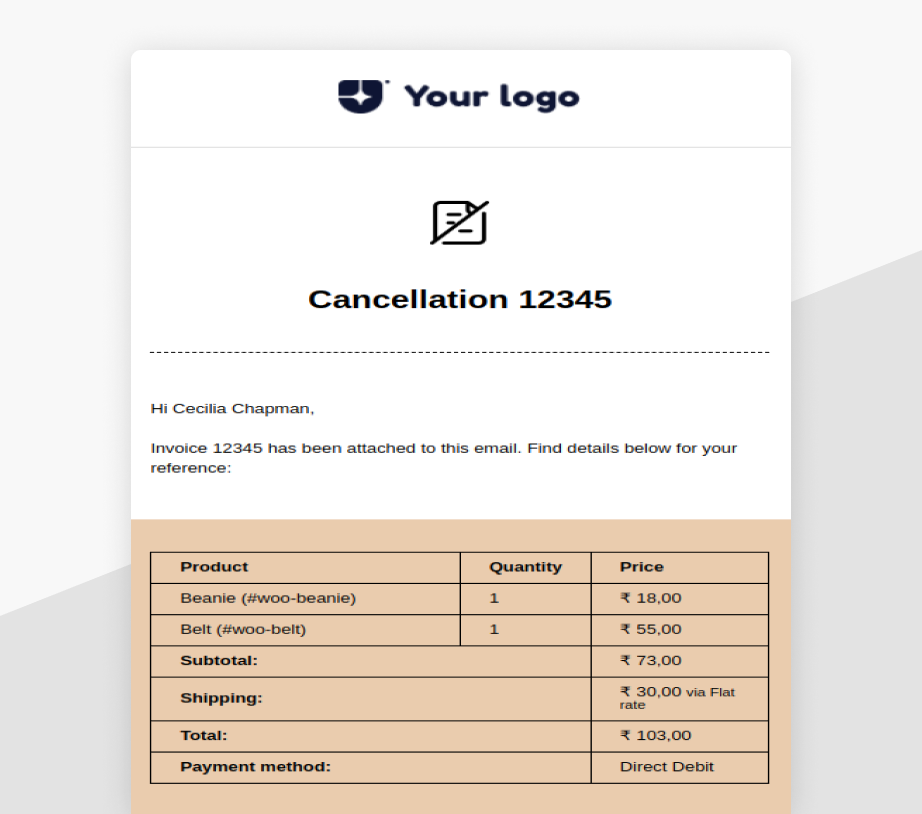 Your logo
Cancellation 12345
Hi Cecilia Chapman,
Invoice 12345 has been attached to this email. Find details below for your
reference:
Product Quantity Price
Beanie (#woo-beanie) 1 ₹ 18,00
Belt (#woo-belt) 1 ₹ 55,00
Subtotal: ₹ 73,00
Shipping: ₹ 30,00 via Flat
rate
Total: ₹ 103,00
Payment method: Direct Debit